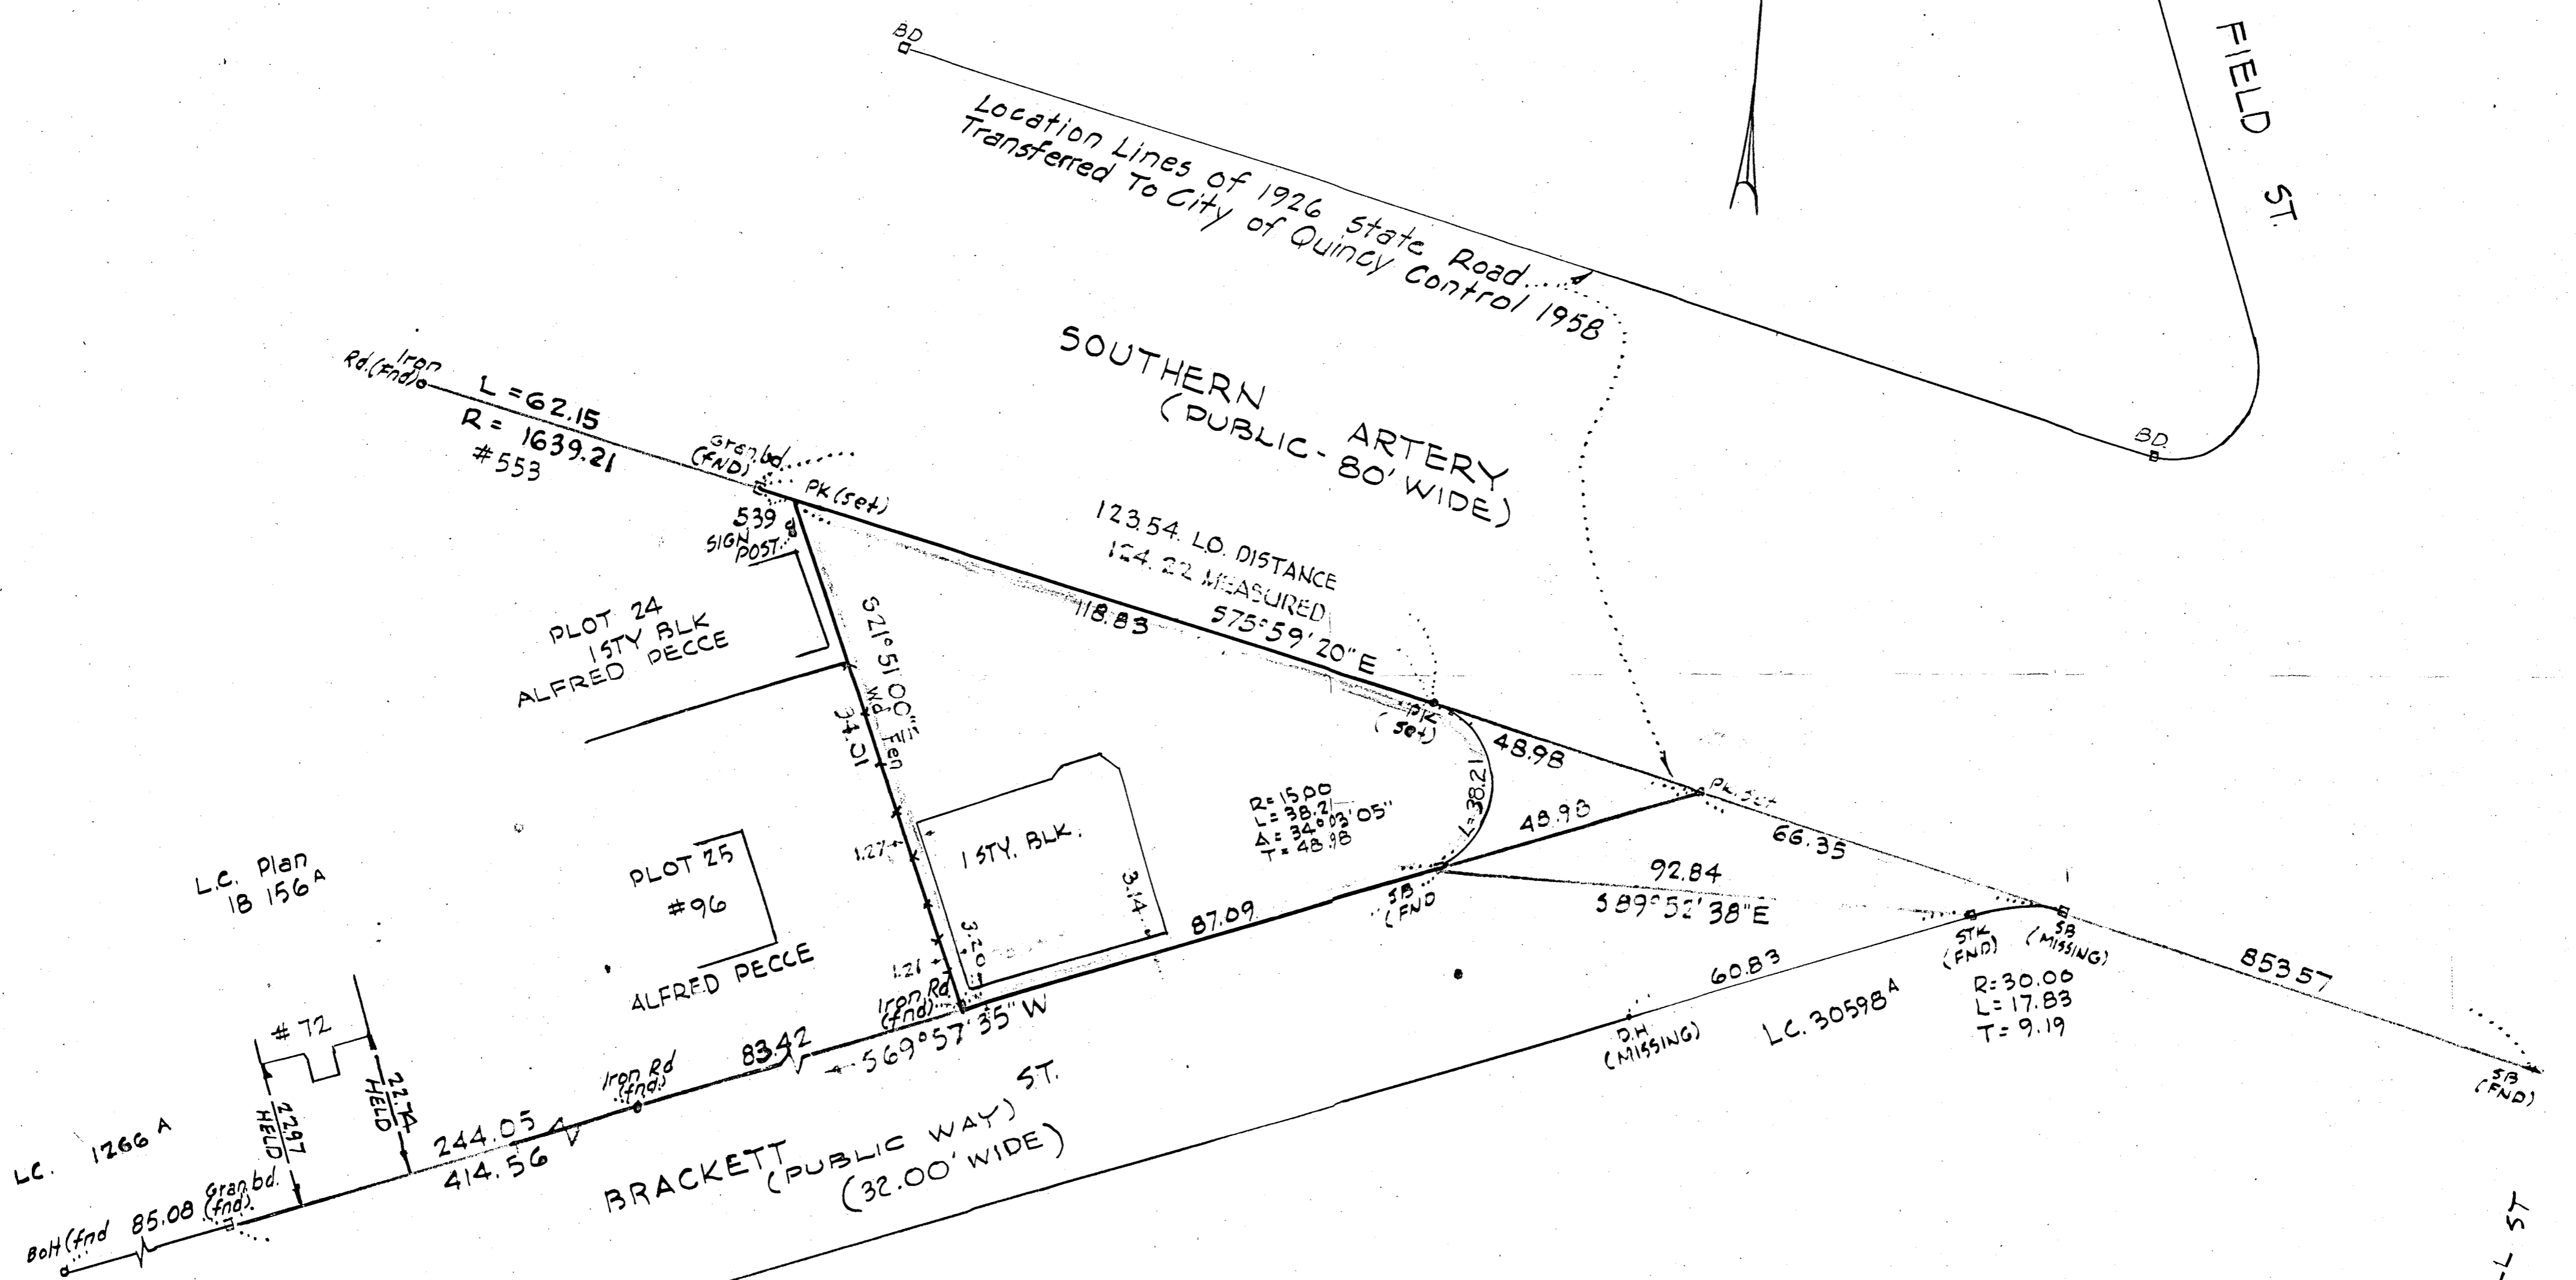 BD
FIELD ST.
Location Lines of 1926 State Road......
Transferred To City of Quincy Control 1958
SOUTHERN ARTERY
(PUBLIC - 80' WIDE)
BD.
Iron
Rd.(Fnd)
L = 62.15
R = 1639.21
#553
Gran.bd.
(FND)
PK (set)
5.39
SIGN
POST
123.54. L.O. DISTANCE
124.22 MEASURED
S75°59'20"E
118.83
PLOT 24
1 STY BLK
ALFRED PECCE
S21°51'00"E
Wd Fen
94.01
PK
(set)
48.98
L=38.21
48.98
PK.Set
66.35
R=15.00
L=38.21
Δ=34°03'05"
T=48.98
1 STY. BLK.
1.27
3.14
3.20
1.21
87.09
SB
(FND
92.84
S89°52'38"E
STK
(FND)
SB
(MISSING)
R=30.00
L=17.83
T=9.19
853.57
SB
(FND)
60.83
D.H.
(MISSING)
L.C. 30598 A
L.C. Plan
18 156 A
PLOT 25
#96
ALFRED PECCE
Iron Rd
(fnd)
S69°57'35"W
83.42
Iron Rd
(fnd)
#72
22.74
HELD
22.97
HELD
244.05
414.56
LC. 1266 A
Gran.bd.
(fnd).
85.08
Bolt (fnd
BRACKETT ST.
(PUBLIC WAY)
(32.00' WIDE)
L ST